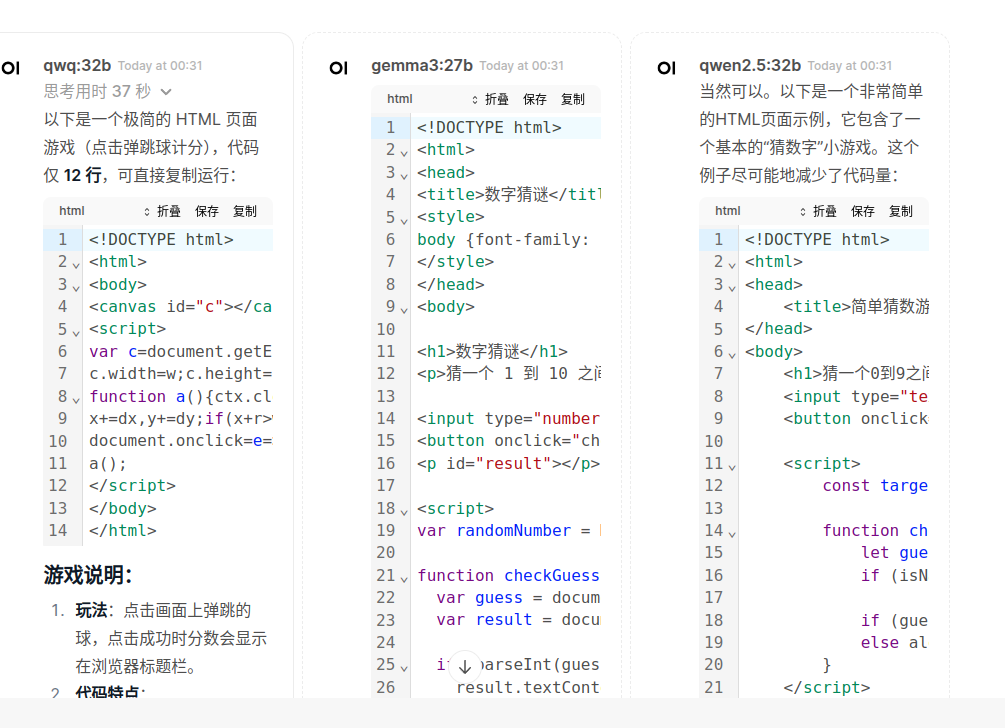 OI
qwq:32b Today at 00:31
思考用时 37 秒
以下是一个极简的 HTML 页面
游戏（点击弹跳球计分），代码
仅 12 行，可直接复制运行：
html 折叠 保存 复制
1 <!DOCTYPE html>
2 <html>
3 <body>
4 <canvas id="c"></ca
5 <script>
6 var c=document.getE
7 c.width=w;c.height=
8 function a(){ctx.cl
9 x+=dx,y+=dy;if(x+r>
10 document.onclick=e=
11 a();
12 </script>
13 </body>
14 </html>
游戏说明：
1. 玩法：点击画面上弹跳的
球，点击成功时分数会显示
在浏览器标题栏。
2 代码特点：
OI
gemma3:27b Today at 00:31
html 折叠 保存 复制
1 <!DOCTYPE html>
2 <html>
3 <head>
4 <title>数字猜谜</titl
5 <style>
6 body {font-family:
7 </style>
8 </head>
9 <body>
10
11 <h1>数字猜谜</h1>
12 <p>猜一个 1 到 10 之间
13
14 <input type="number
15 <button onclick="ch
16 <p id="result"></p>
17
18 <script>
19 var randomNumber =
20
21 function checkGuess
22 var guess = docum
23 var result = docu
24
25 parseInt(gues
26 result.textCont
OI
qwen2.5:32b Today at 00:31
当然可以。以下是一个非常简单
的HTML页面示例，它包含了一
个基本的“猜数字”小游戏。这个
例子尽可能地减少了代码量：
html 折叠 保存 复制
1 <!DOCTYPE html>
2 <html>
3 <head>
4 <title>简单猜数游
5 </head>
6 <body>
7 <h1>猜一个0到9之间
8 <input type="te
9 <button onclick
10
11 <script>
12 const targe
13
14 function ch
15 let gue
16 if (isN
17
18 if (gue
19 else al
20 }
21 </script>